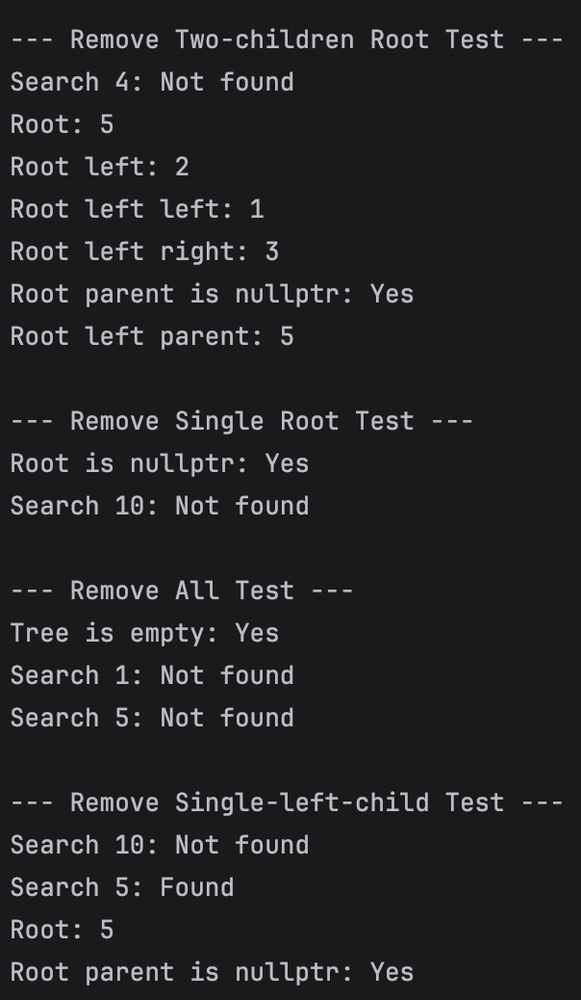 --- Remove Two-children Root Test ---
Search 4: Not found
Root: 5
Root left: 2
Root left left: 1
Root left right: 3
Root parent is nullptr: Yes
Root left parent: 5

--- Remove Single Root Test ---
Root is nullptr: Yes
Search 10: Not found

--- Remove All Test ---
Tree is empty: Yes
Search 1: Not found
Search 5: Not found

--- Remove Single-left-child Test ---
Search 10: Not found
Search 5: Found
Root: 5
Root parent is nullptr: Yes